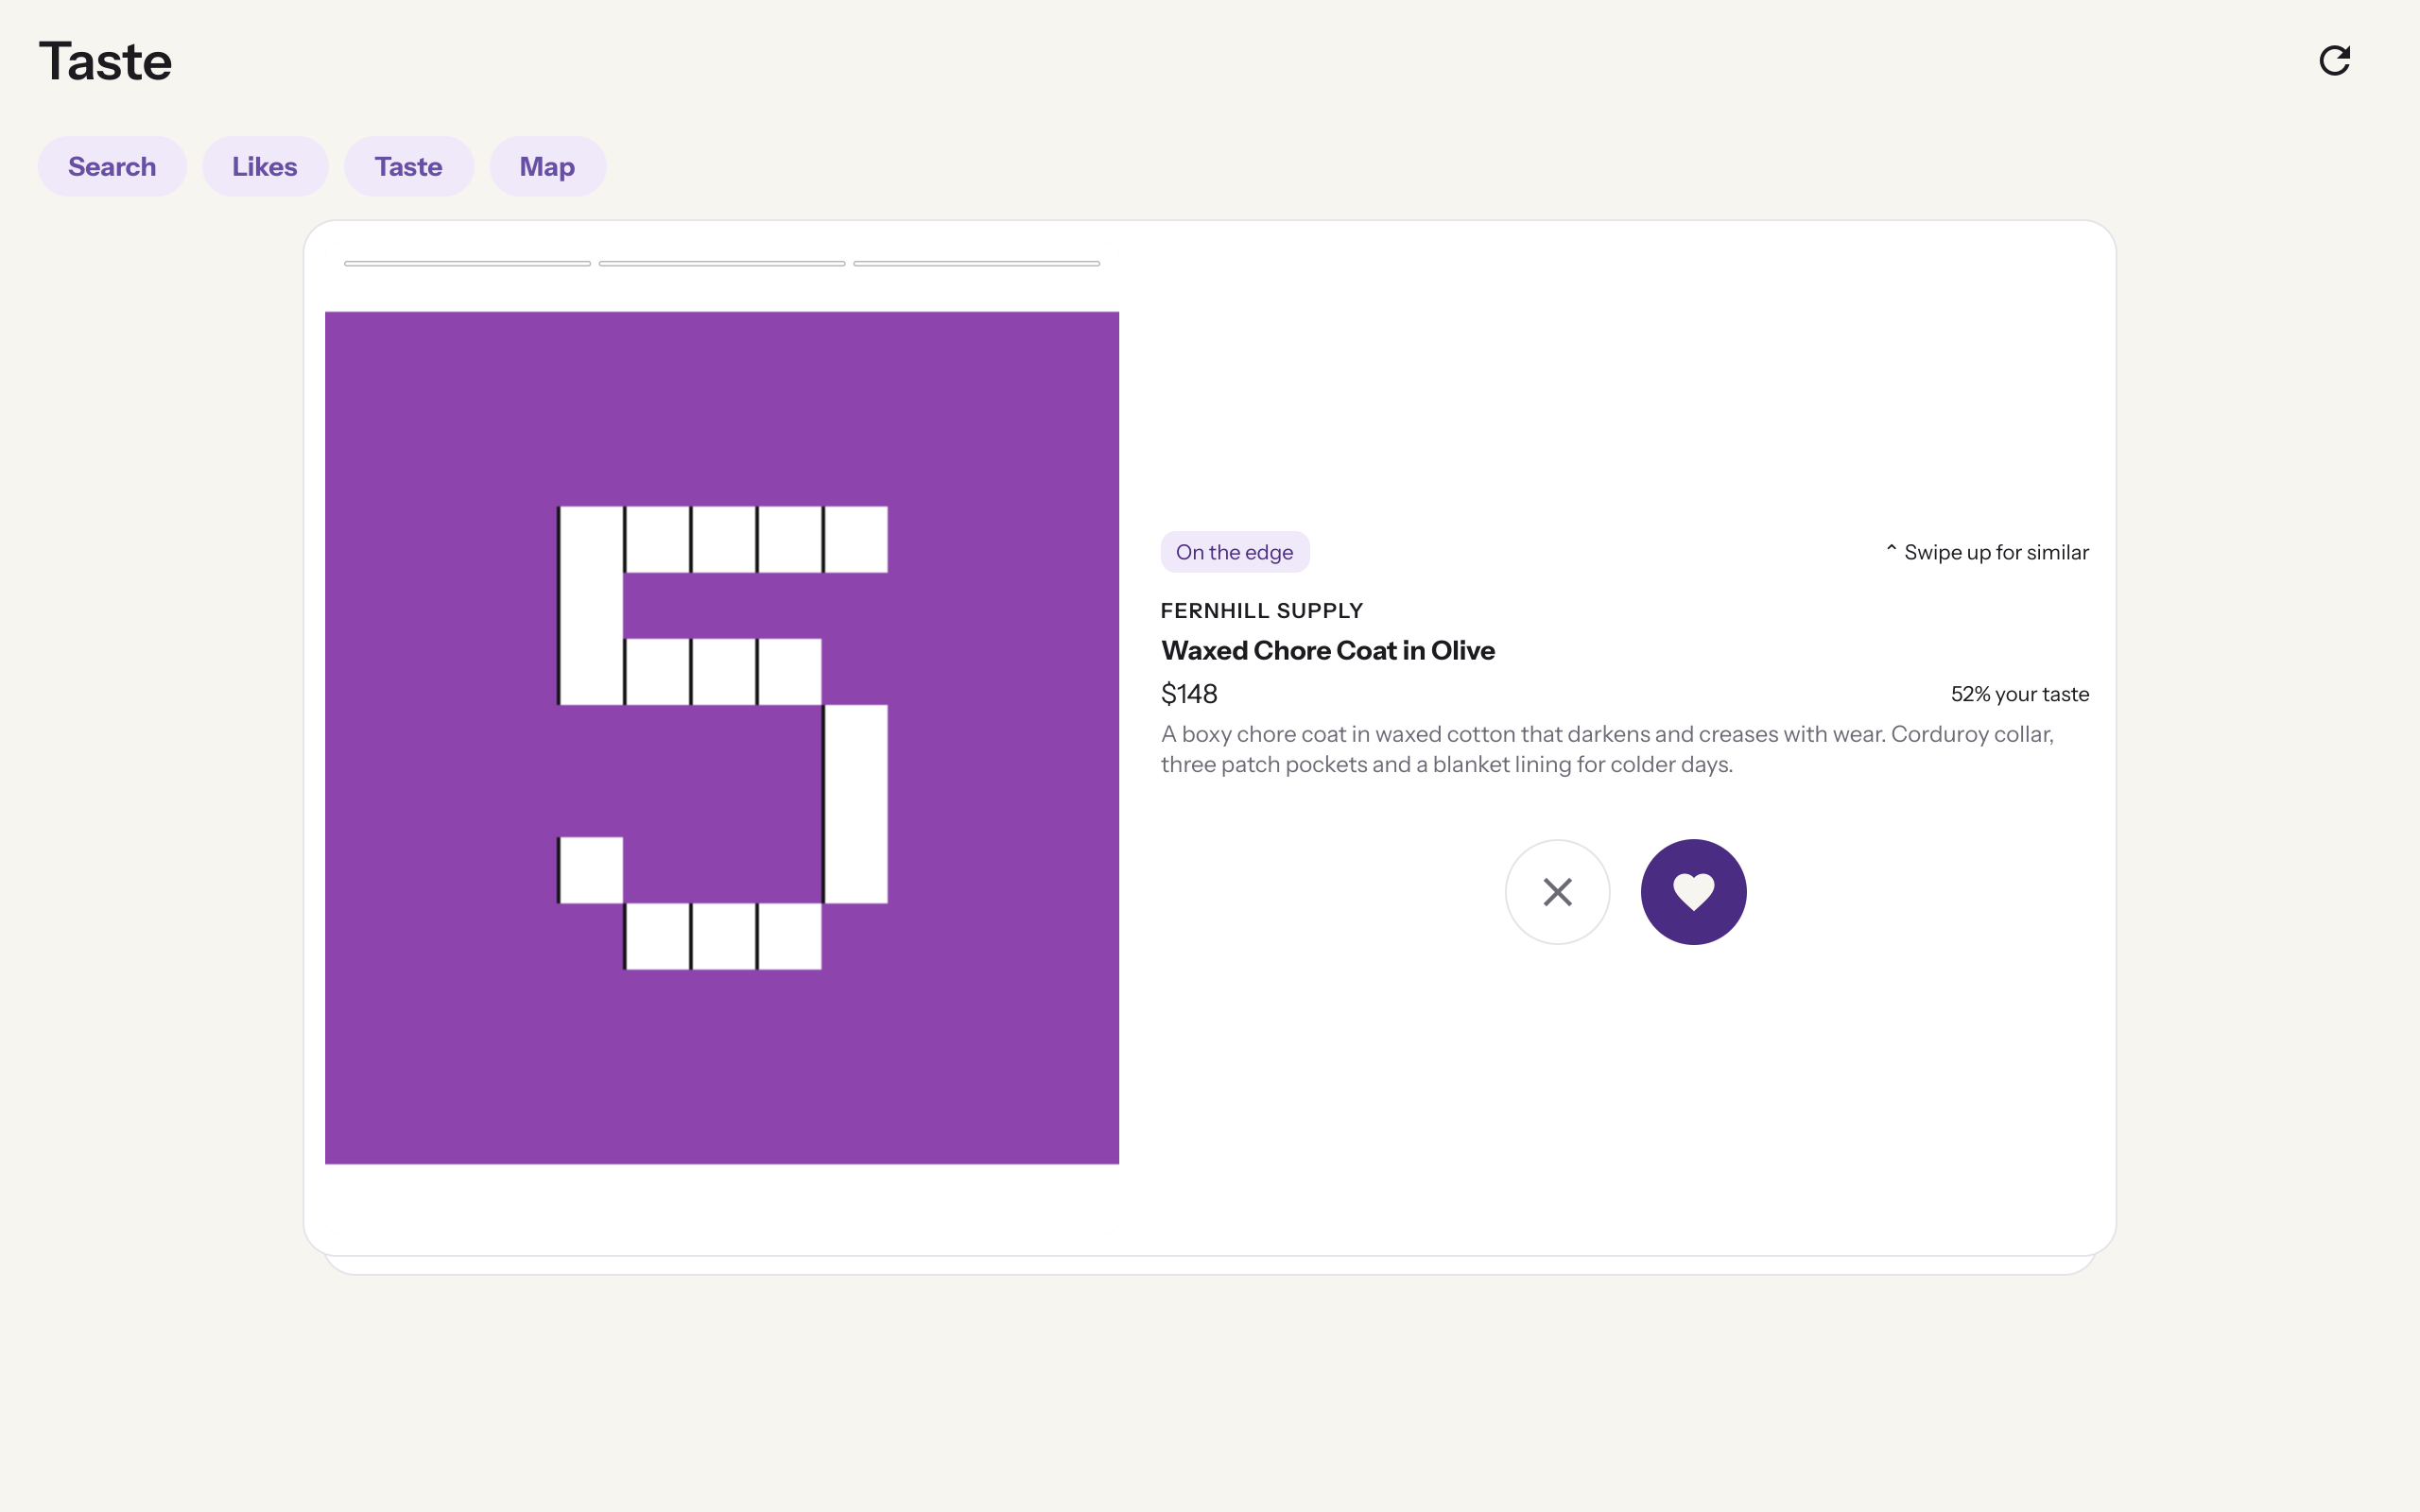 Taste
Search
Likes
Taste
Map
5
On the edge
^ Swipe up for similar
FERNHILL SUPPLY
Waxed Chore Coat in Olive
$148
52% your taste
A boxy chore coat in waxed cotton that darkens and creases with wear. Corduroy collar,
three patch pockets and a blanket lining for colder days.